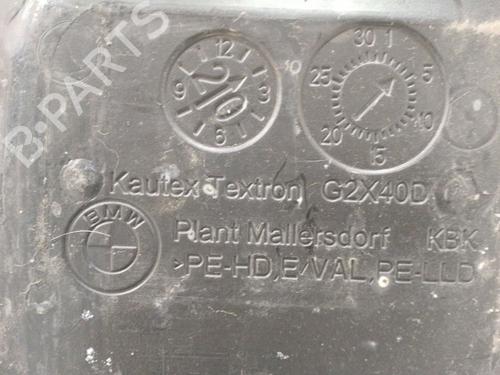 B-PARTS
12
3
6
9
2 0
30 1
5
10
15
20
25
Kautex Textron G2X40D
BMW
Plant Mallersdorf KBK
>PE-HD,E/VAL,PE-LLD